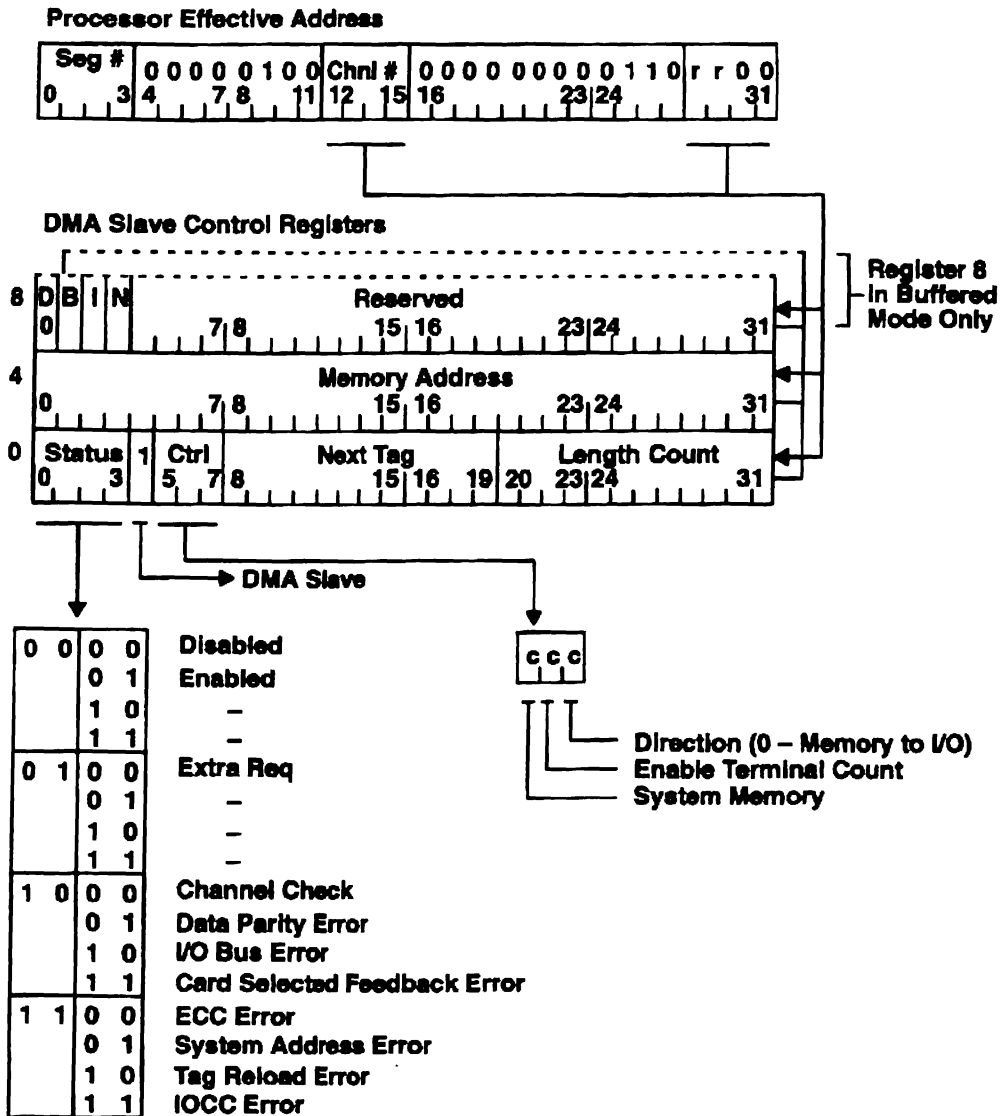 Processor Effective Address
Seg # 0 0 0 0 0 1 0 0 Chnl # 0 0 0 0 0 0 0 0 0 1 1 0 r r 0 0
0 3 4 7 8 11 12 15 16 23 24 31
DMA Slave Control Registers
Register 8
in Buffered
Mode Only
8 D B I N Reserved
0 7 8 15 16 23 24 31
4 Memory Address
0 7 8 15 16 23 24 31
0 Status 1 Ctrl Next Tag Length Count
0 3 5 7 8 15 16 19 20 23 24 31
DMA Slave
0 0 0 0 Disabled
0 1 Enabled
1 0 –
1 1 –
0 1 0 0 Extra Req
0 1 –
1 0 –
1 1 –
1 0 0 0 Channel Check
0 1 Data Parity Error
1 0 I/O Bus Error
1 1 Card Selected Feedback Error
1 1 0 0 ECC Error
0 1 System Address Error
1 0 Tag Reload Error
1 1 IOCC Error
c c c
Direction (0 – Memory to I/O)
Enable Terminal Count
System Memory